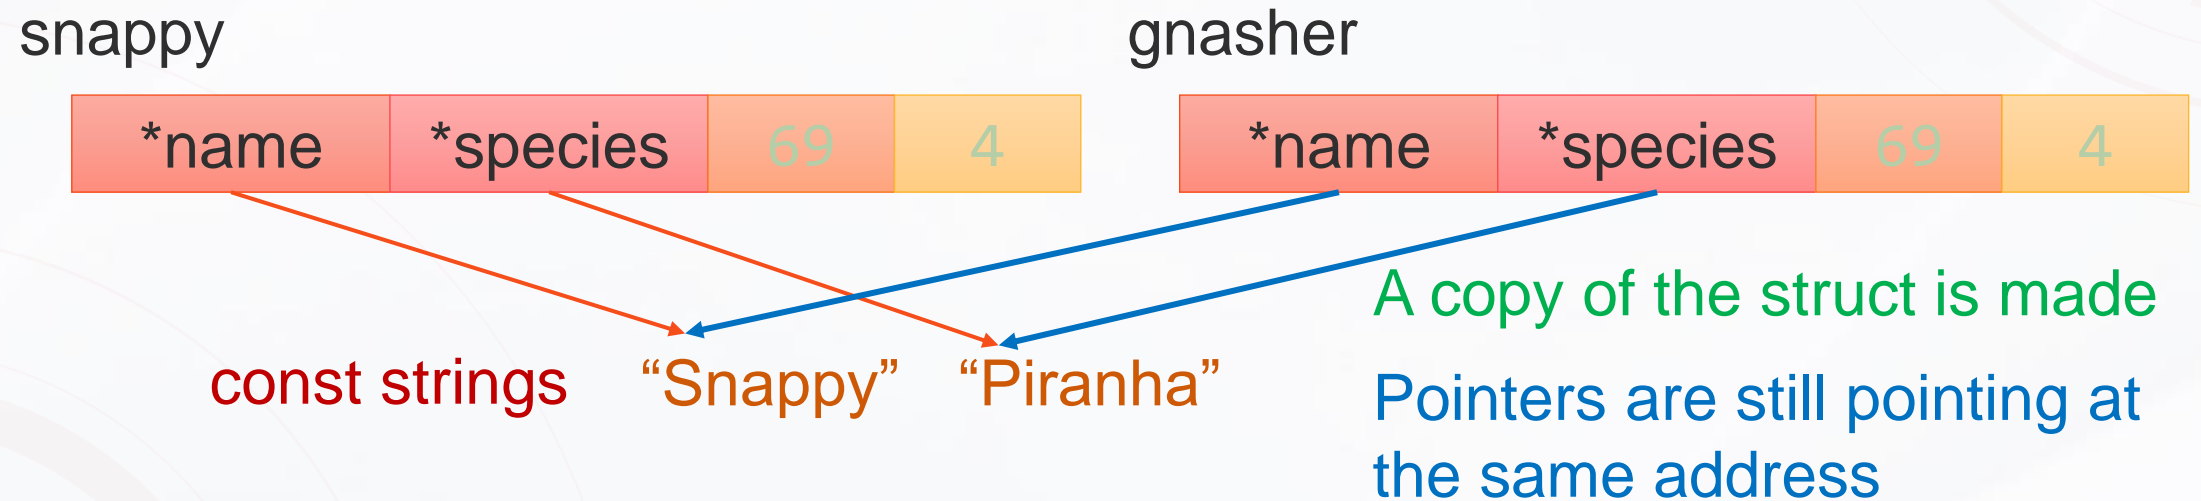 snappy
gnasher
*name *species 69 4
*name *species 69 4
A copy of the struct is made
const strings “Snappy” “Piranha”
Pointers are still pointing at
the same address